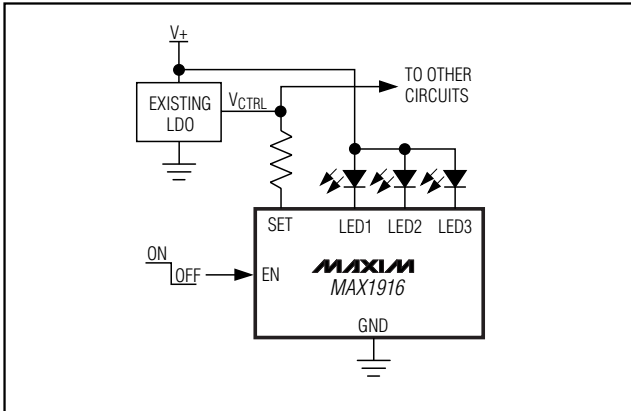 V+
TO OTHER
CIRCUITS
EXISTING
LDO
VCTRL
SET
LED1
LED2
LED3
ON
OFF
EN
MAXIM
MAX1916
GND